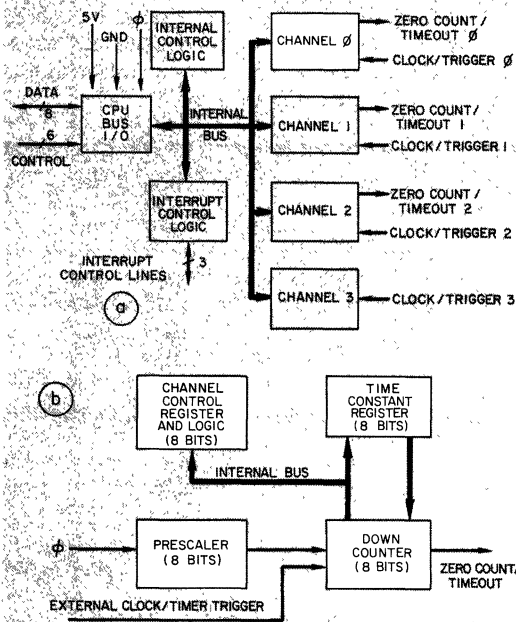 5V
GND
ϕ
INTERNAL
CONTROL
LOGIC
DATA
8
6
CONTROL
CPU
BUS
I/O
INTERNAL
BUS
INTERRUPT
CONTROL
LOGIC
INTERRUPT
CONTROL LINES
3
a
CHANNEL Ø
ZERO COUNT/
TIMEOUT Ø
CLOCK/TRIGGER Ø
CHANNEL 1
ZERO COUNT/
TIMEOUT 1
CLOCK/TRIGGER 1
CHANNEL 2
ZERO COUNT/
TIMEOUT 2
CLOCK/TRIGGER 2
CHANNEL 3
CLOCK/TRIGGER 3
b
CHANNEL
CONTROL
REGISTER
AND LOGIC
(8 BITS)
TIME
CONSTANT
REGISTER
(8 BITS)
INTERNAL BUS
ϕ
PRESCALER
(8 BITS)
DOWN
COUNTER
(8 BITS)
ZERO COUNT/
TIMEOUT
EXTERNAL CLOCK/TIMER TRIGGER